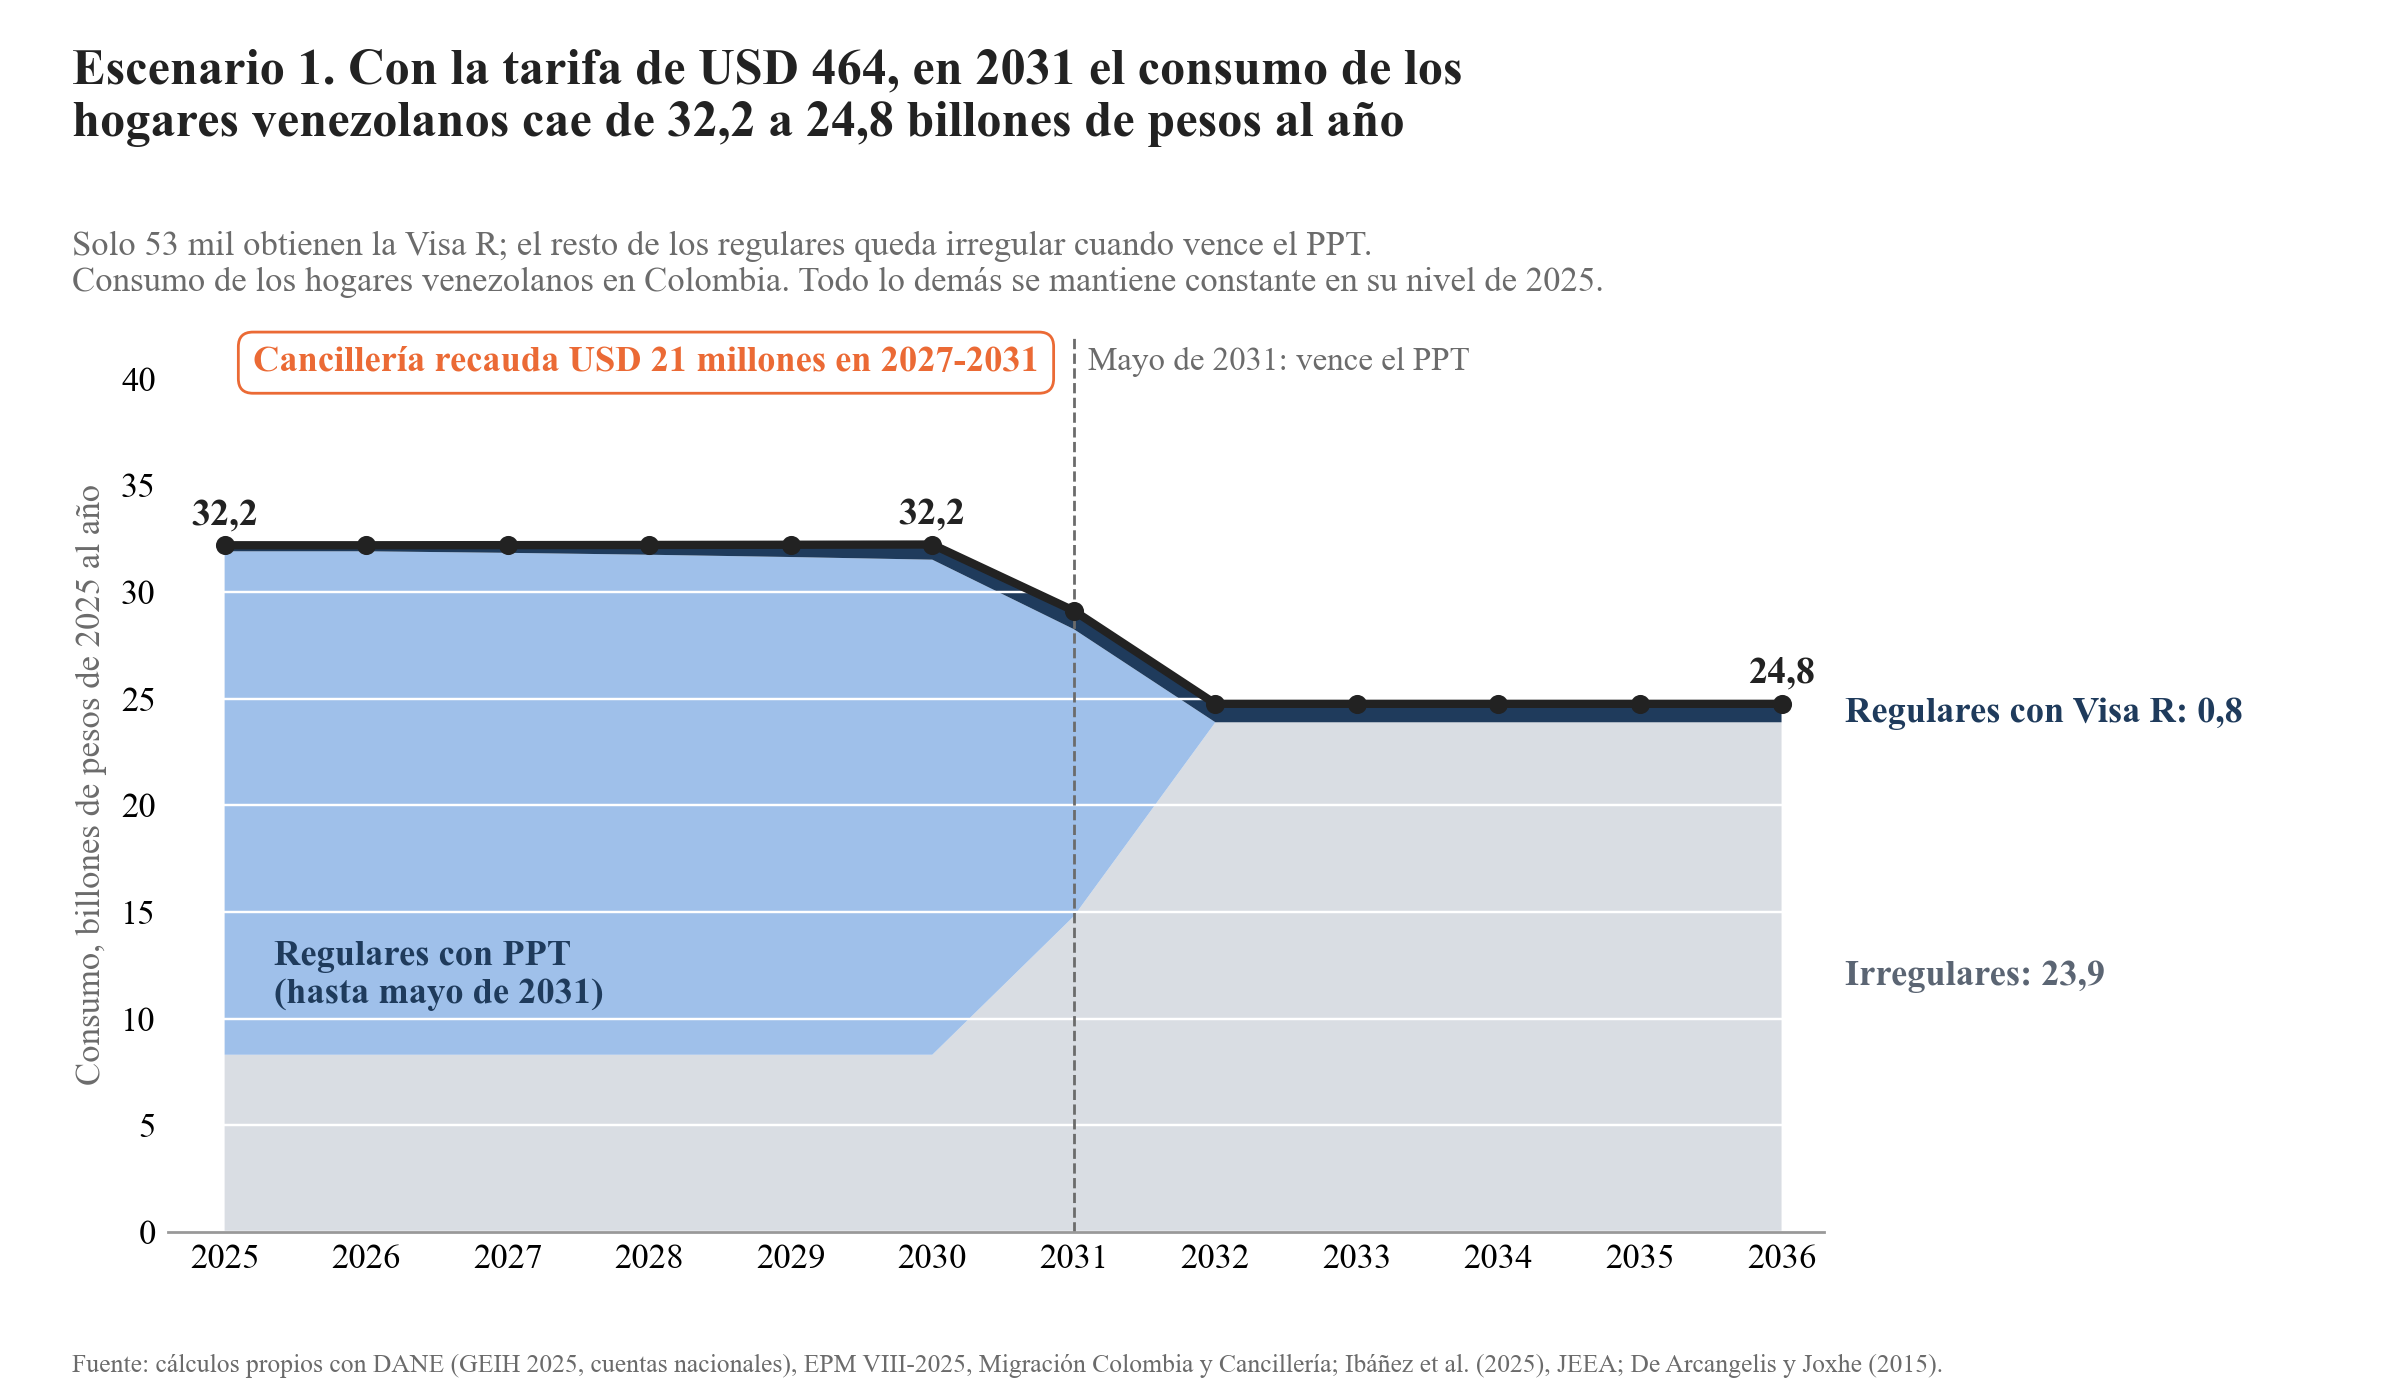 Escenario 1. Con la tarifa de USD 464, en 2031 el consumo de los
hogares venezolanos cae de 32,2 a 24,8 billones de pesos al año
Solo 53 mil obtienen la Visa R; el resto de los regulares queda irregular cuando vence el PPT.
Consumo de los hogares venezolanos en Colombia. Todo lo demás se mantiene constante en su nivel de 2025.
Cancillería recauda USD 21 millones en 2027-2031
Mayo de 2031: vence el PPT
Consumo, billones de pesos de 2025 al año
40
35
30
25
20
15
10
5
0
32,2
32,2
24,8
Regulares con Visa R: 0,8
Regulares con PPT
(hasta mayo de 2031)
Irregulares: 23,9
2025
2026
2027
2028
2029
2030
2031
2032
2033
2034
2035
2036
Fuente: cálculos propios con DANE (GEIH 2025, cuentas nacionales), EPM VIII-2025, Migración Colombia y Cancillería; Ibáñez et al. (2025), JEEA; De Arcangelis y Joxhe (2015).